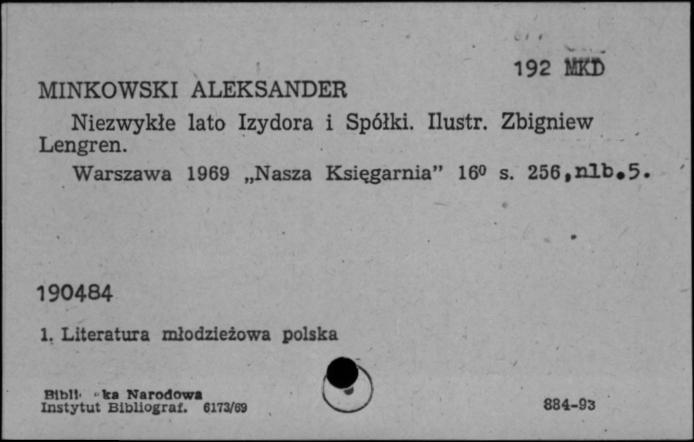 192 MKD
MINKOWSKI ALEKSANDER
Niezwykłe lato Izydora i Spółki. Ilustr. Zbigniew
Lengren.
Warszawa 1969 „Nasza Księgarnia” 16⁰ s. 256, nlb. 5.
190484
1. Literatura młodzieżowa polska
Narodowa
Instytut Bibliograf. 6173/69
884-93